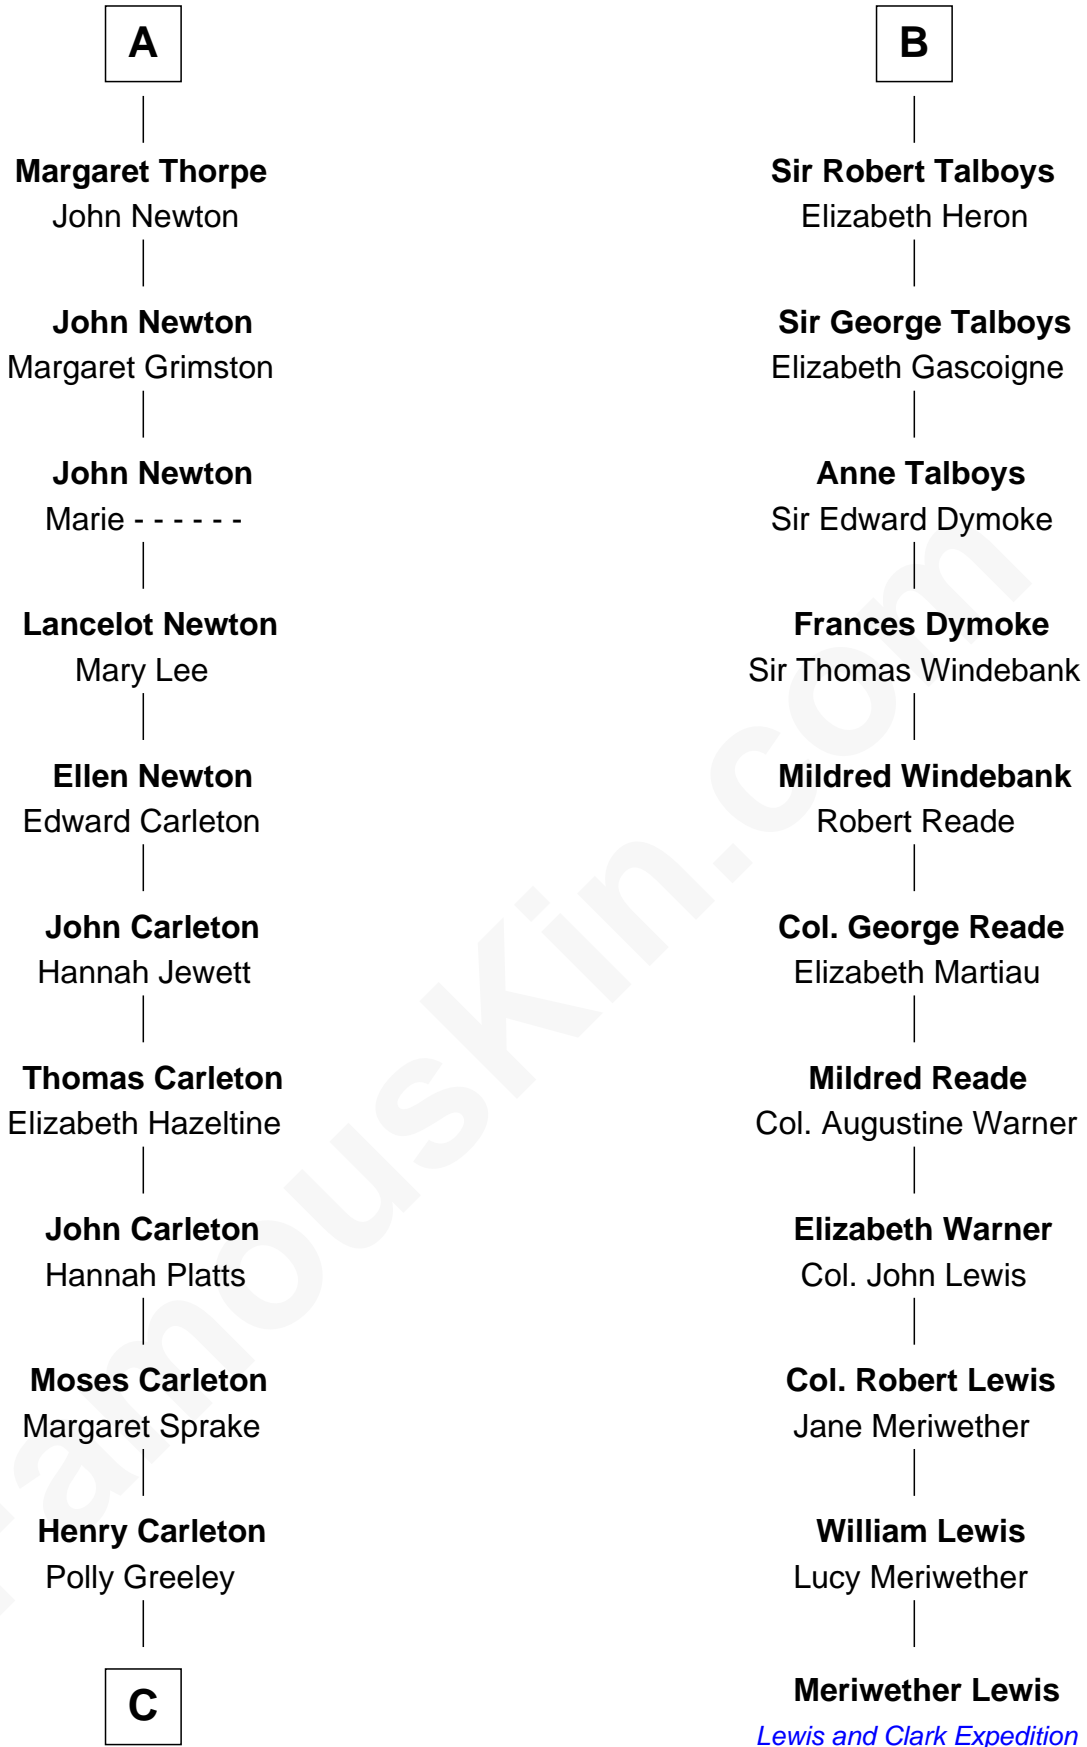 A
Margaret Thorpe
John Newton
John Newton
Margaret Grimston
John Newton
Marie - - - - - -
Lancelot Newton
Mary Lee
Ellen Newton
Edward Carleton
John Carleton
Hannah Jewett
Thomas Carleton
Elizabeth Hazeltine
John Carleton
Hannah Platts
Moses Carleton
Margaret Sprake
Henry Carleton
Polly Greeley
C
B
Sir Robert Talboys
Elizabeth Heron
Sir George Talboys
Elizabeth Gascoigne
Anne Talboys
Sir Edward Dymoke
Frances Dymoke
Sir Thomas Windebank
Mildred Windebank
Robert Reade
Col. George Reade
Elizabeth Martiau
Mildred Reade
Col. Augustine Warner
Elizabeth Warner
Col. John Lewis
Col. Robert Lewis
Jane Meriwether
William Lewis
Lucy Meriwether
Meriwether Lewis
Lewis and Clark Expedition
FamousKin.com